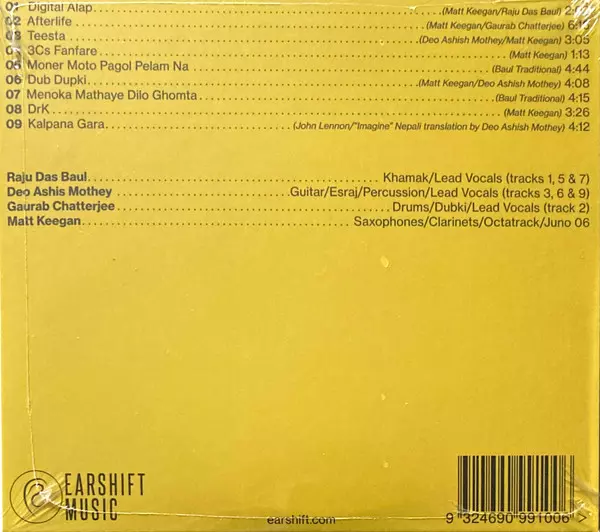 01 Digital Alap (Matt Keegan/Raju Das Baul)
02 Afterlife (Matt Keegan/Gaurab Chatterjee)
03 Teesta (Deo Ashish Mothey/Matt Keegan) 3:05
04 3Cs Fanfare (Matt Keegan) 1:13
05 Moner Moto Pagol Pelam Na (Baul Traditional) 4:44
06 Dub Dupki (Matt Keegan/Deo Ashish Mothey) 4:08
07 Menoka Mathaye Dilo Ghomta (Baul Traditional) 4:15
08 DrK (Matt Keegan) 3:26
09 Kalpana Gara (John Lennon/"Imagine" Nepali translation by Deo Ashish Mothey) 4:12
Raju Das Baul Khamak/Lead Vocals (tracks 1, 5 & 7)
Deo Ashis Mothey Guitar/Esraj/Percussion/Lead Vocals (tracks 3, 6 & 9)
Gaurab Chatterjee Drums/Dubki/Lead Vocals (track 2)
Matt Keegan Saxophones/Clarinets/Octatrack/Juno 06
EARSHIFT
MUSIC
earshift.com
9 324690 991006 >